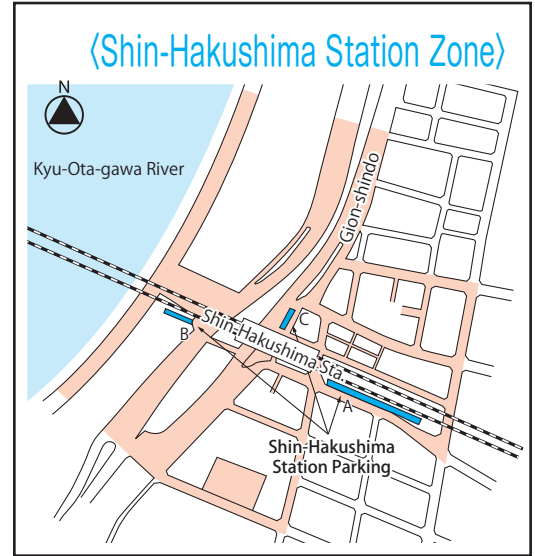 〈Shin-Hakushima Station Zone〉
N
Kyu-Ota-gawa River
Gion-shindo
C
Shin-Hakushima Sta.
B
A
Shin-Hakushima
Station Parking